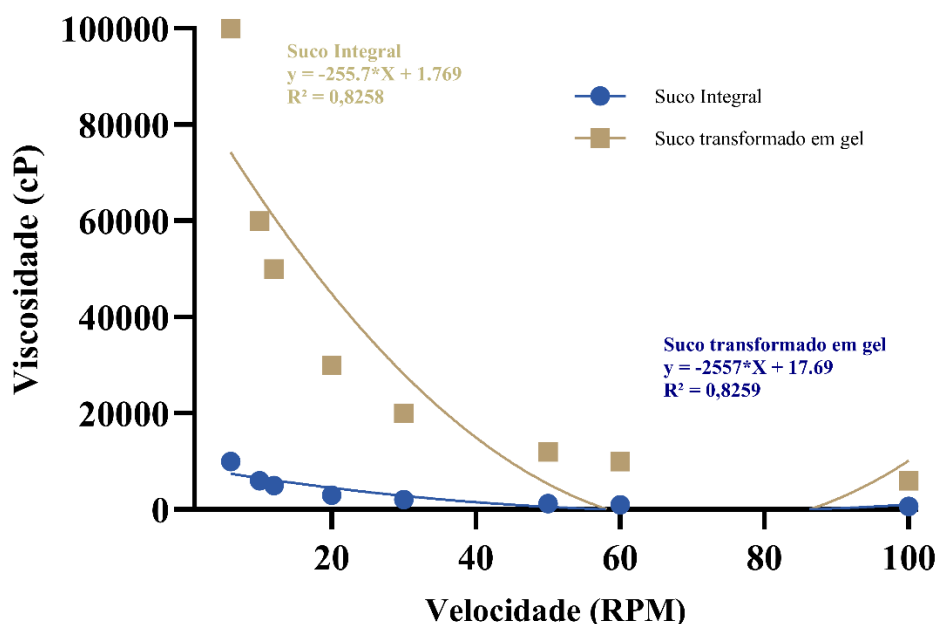 Viscosidade (cP)
100000
80000
60000
40000
20000
0
Suco Integral
y = -255.7*X + 1.769
R² = 0,8258
Suco Integral
Suco transformado em gel
Suco transformado em gel
y = -2557*X + 17.69
R² = 0,8259
20
40
60
80
100
Velocidade (RPM)